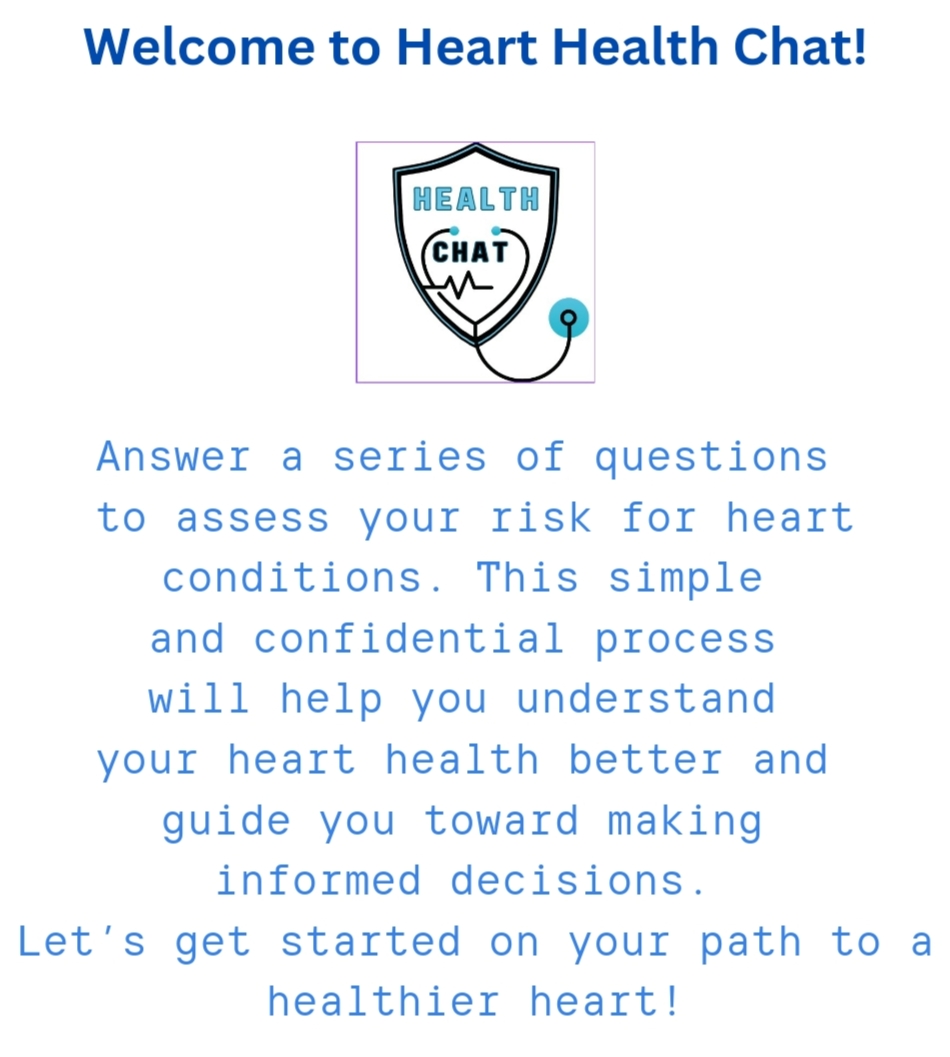 Welcome to Heart Health Chat!
HEALTH
CHAT
Answer a series of questions
to assess your risk for heart
conditions. This simple
and confidential process
will help you understand
your heart health better and
guide you toward making
informed decisions.
Let’s get started on your path to a
healthier heart!